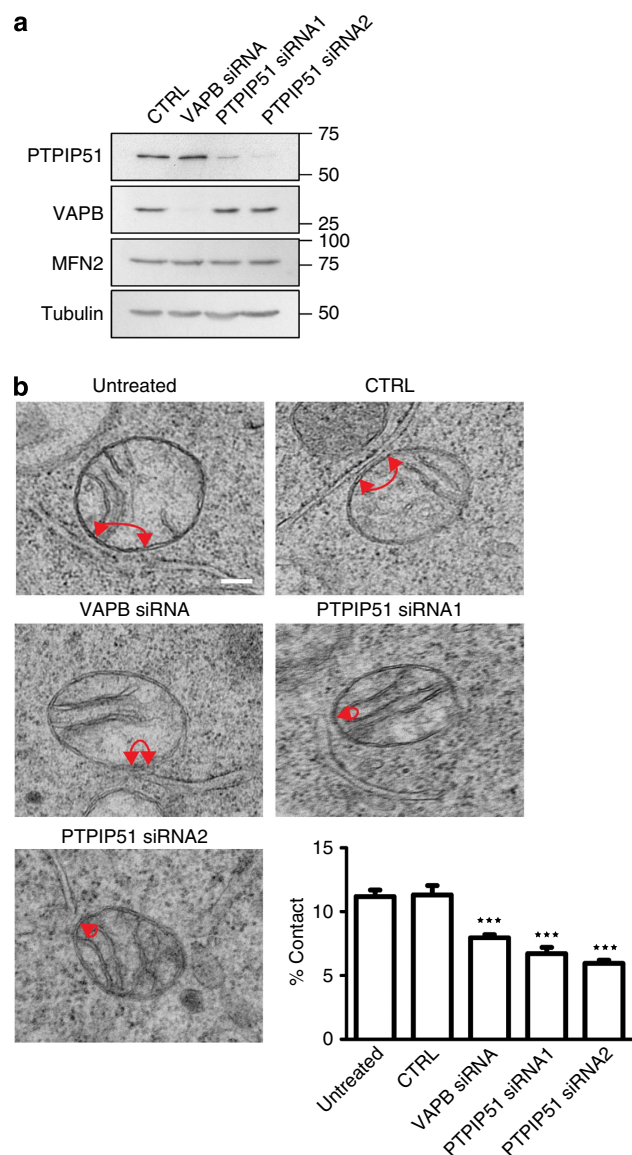 a
CTRL
VAPB siRNA
PTPIP51 siRNA1
PTPIP51 siRNA2
PTPIP51
75
50
VAPB
25
MFN2
100
75
Tubulin
50
b
Untreated
CTRL
VAPB siRNA
PTPIP51 siRNA1
PTPIP51 siRNA2
% Contact
15
10
5
0
***
***
***
Untreated
CTRL
VAPB siRNA
PTPIP51 siRNA1
PTPIP51 siRNA2